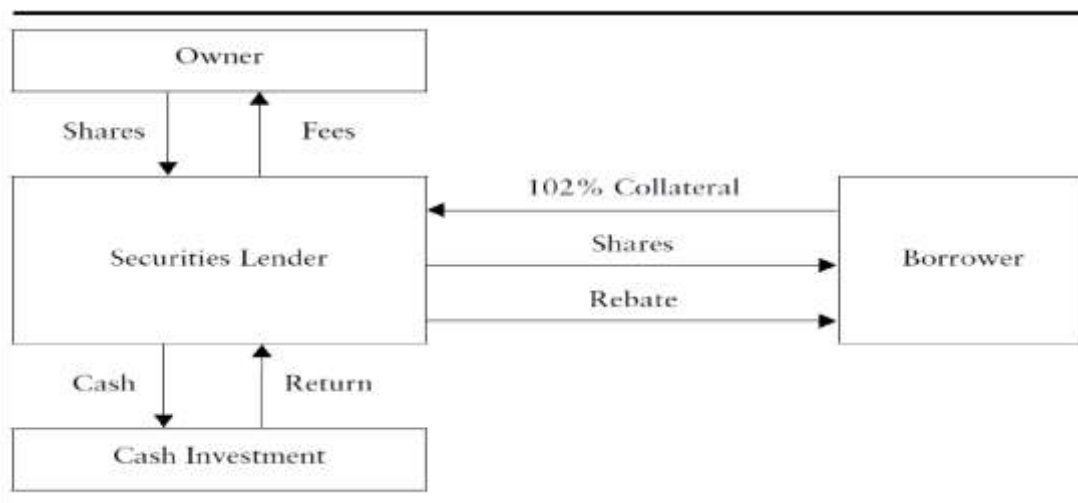 Owner
Shares
Fees
102% Collateral
Securities Lender
Shares
Borrower
Rebate
Cash
Return
Cash Investment